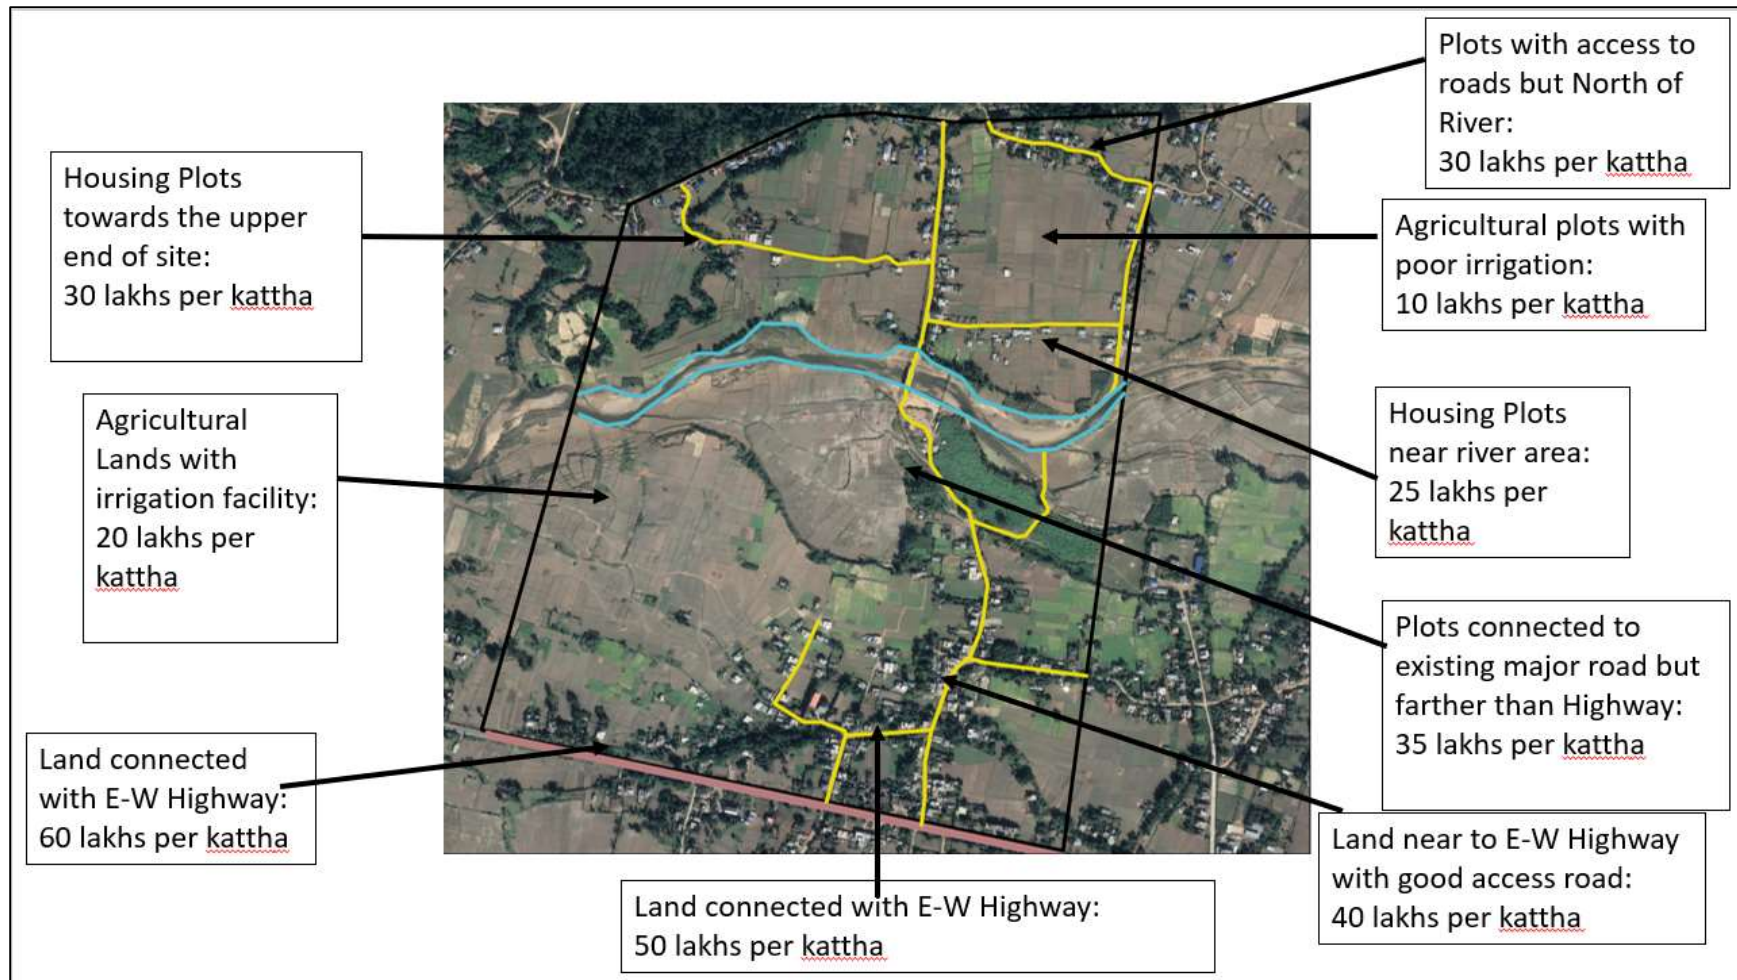 Plots with access to
roads but North of
River:
30 lakhs per kattha
Housing Plots
towards the upper
end of site:
30 lakhs per kattha
Agricultural plots with
poor irrigation:
10 lakhs per kattha
Agricultural
Lands with
irrigation facility:
20 lakhs per
kattha
Housing Plots
near river area:
25 lakhs per
kattha
Plots connected to
existing major road but
farther than Highway:
35 lakhs per kattha
Land connected
with E-W Highway:
60 lakhs per kattha
Land near to E-W Highway
with good access road:
40 lakhs per kattha
Land connected with E-W Highway:
50 lakhs per kattha